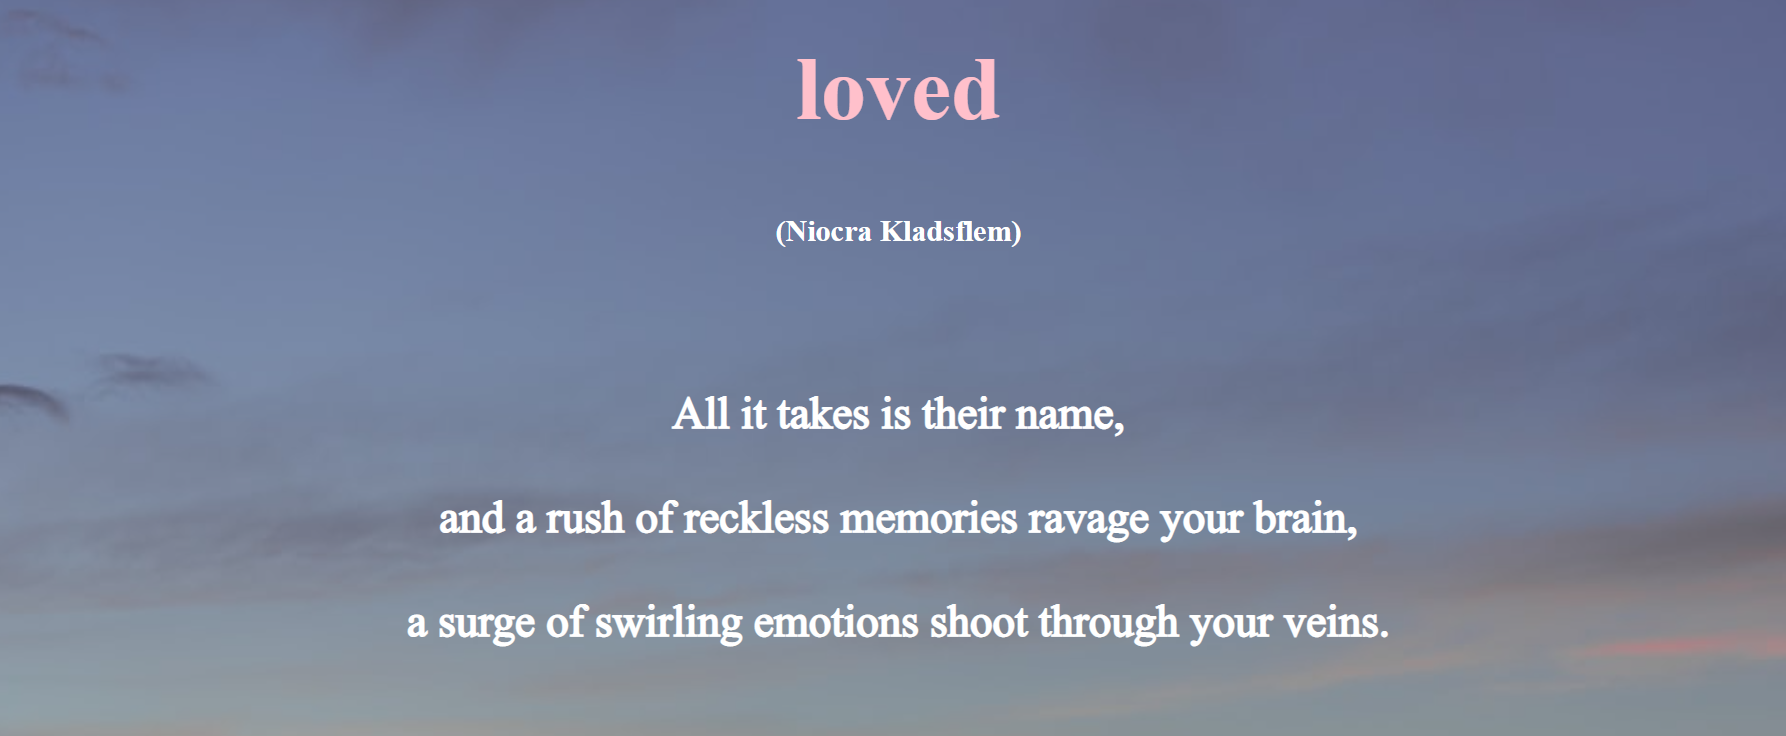 loved
(Niocra Kladsflem)
All it takes is their name,
and a rush of reckless memories ravage your brain,
a surge of swirling emotions shoot through your veins.